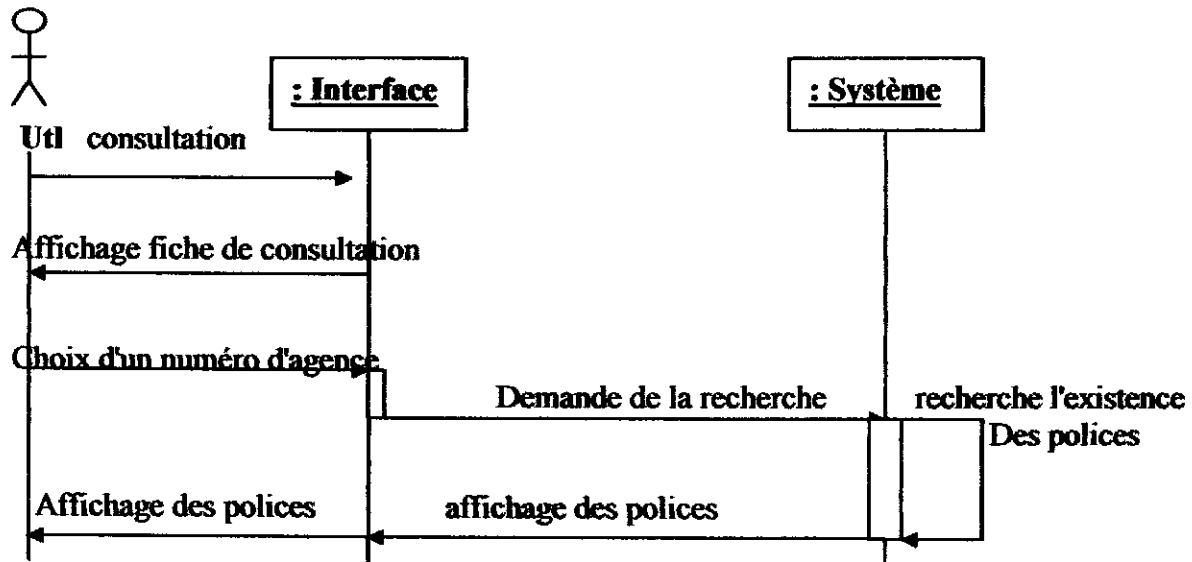 : Interface
: Système
Utl consultation
Affichage fiche de consultation
Choix d'un numéro d'agence
Demande de la recherche
recherche l'existence
Des polices
Affichage des polices
affichage des polices